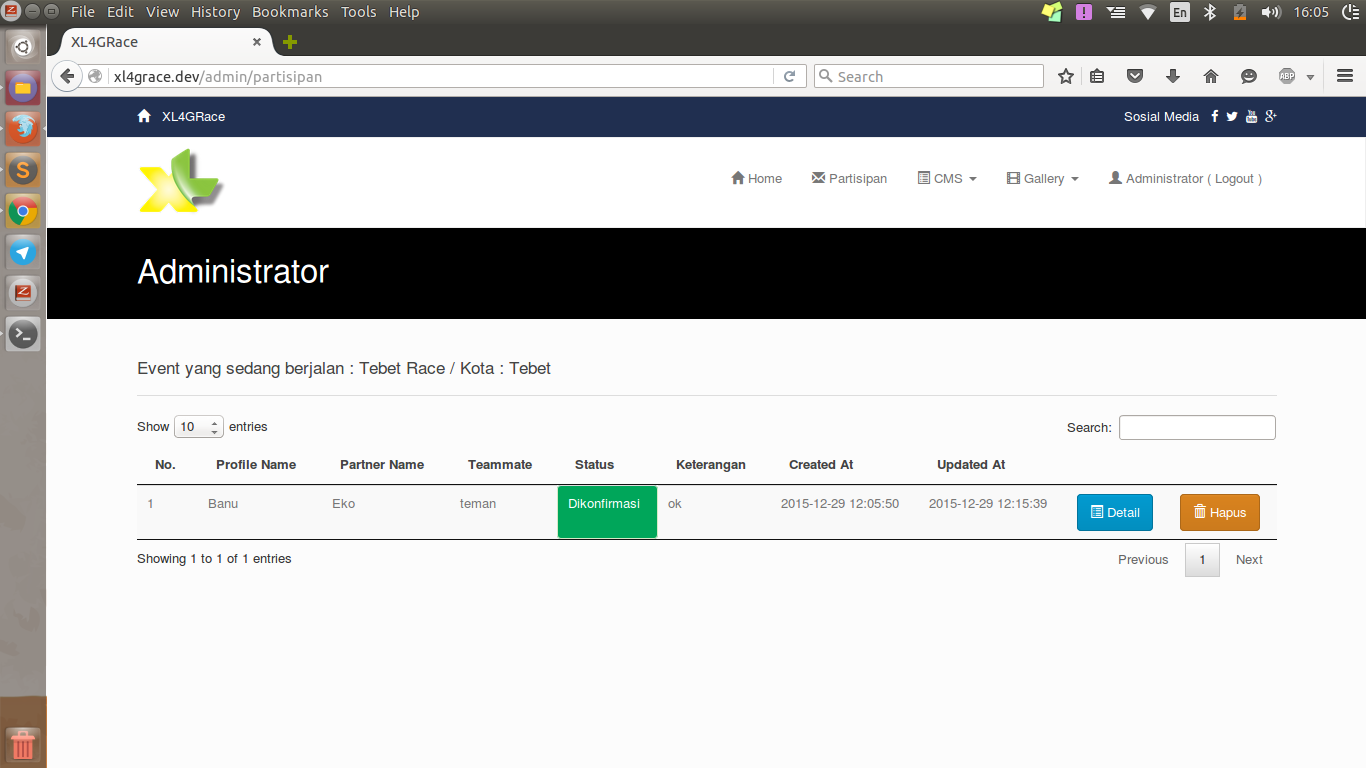 File Edit View History Bookmarks Tools Help
En
16:05
XL4GRace
xl4grace.dev/admin/partisipan
Search
ABP
XL4GRace
Sosial Media
XL
Home
Partisipan
CMS
Gallery
Administrator ( Logout )
Administrator
Event yang sedang berjalan : Tebet Race / Kota : Tebet
Show 10 entries
Search:
No. Profile Name Partner Name Teammate Status Keterangan Created At Updated At
1 Banu Eko teman Dikonfirmasi ok 2015-12-29 12:05:50 2015-12-29 12:15:39 Detail Hapus
Showing 1 to 1 of 1 entries
Previous 1 Next